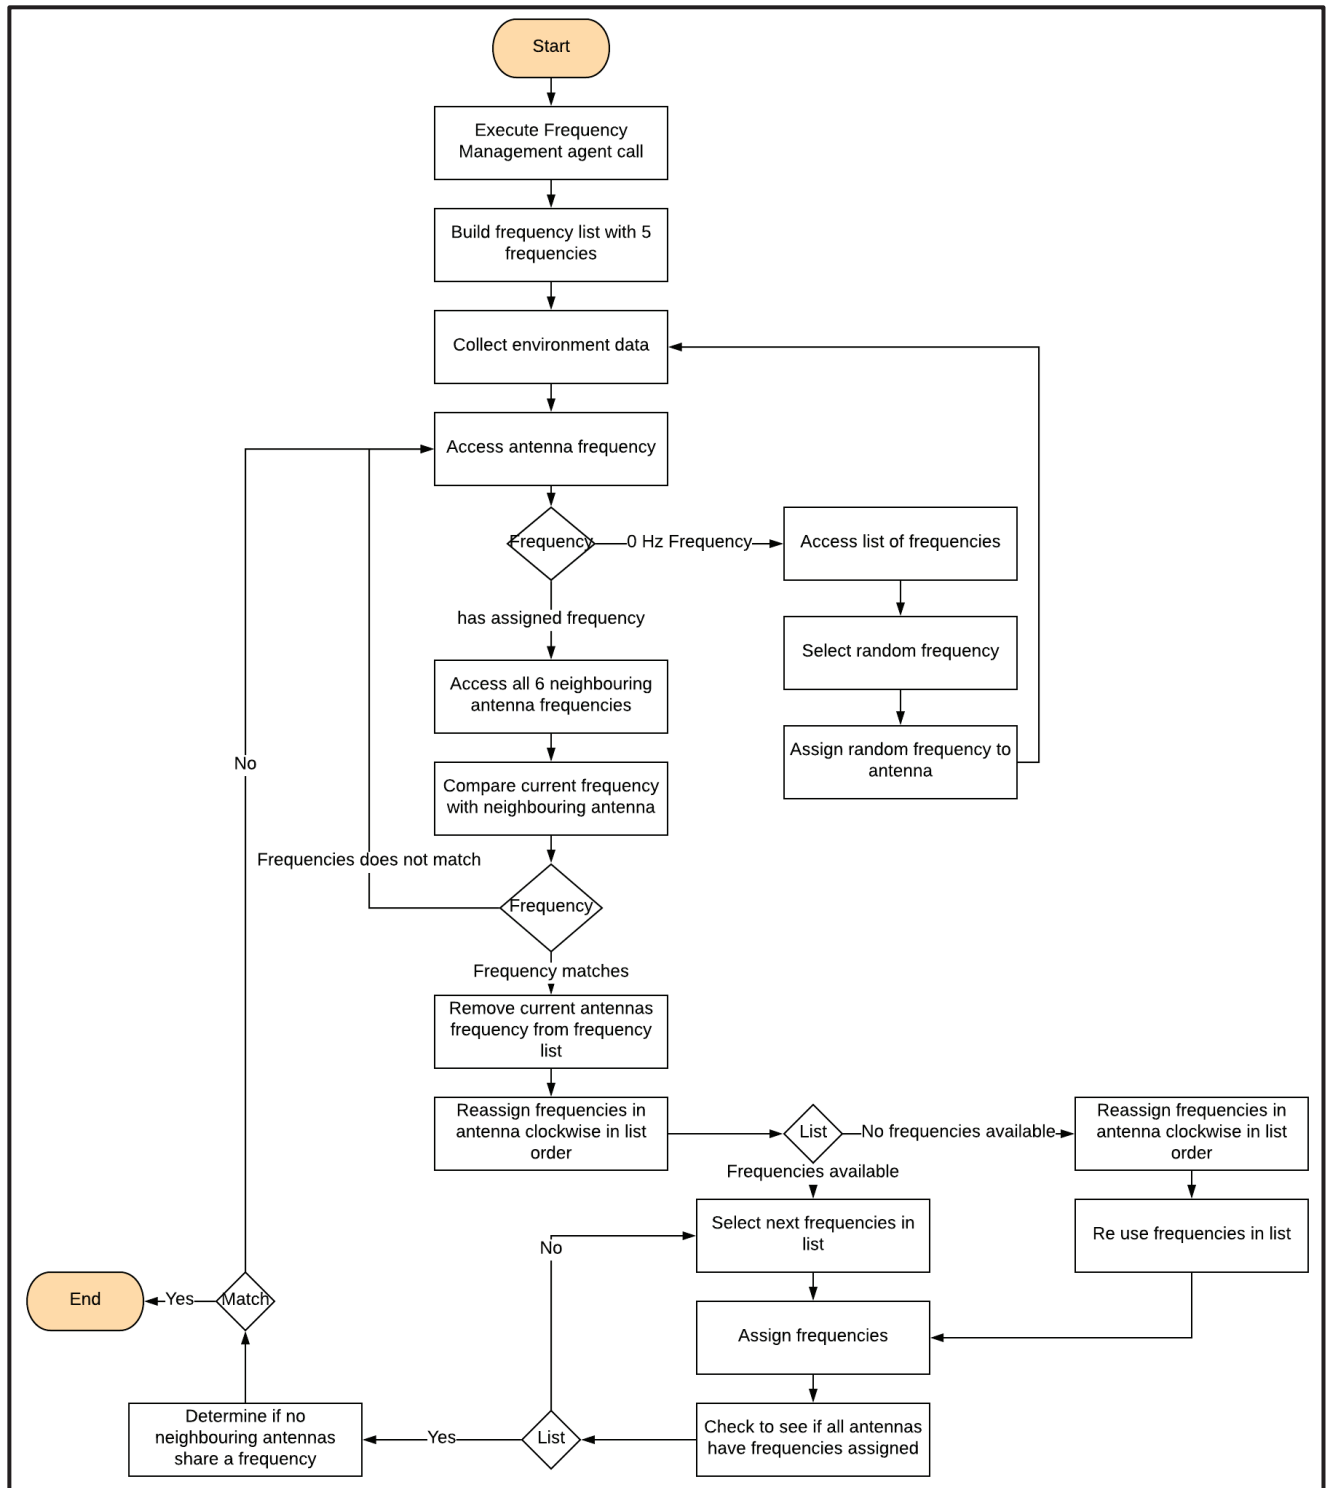 Start
Execute Frequency
Management agent call
Build frequency list with 5
frequencies
Collect environment data
Access antenna frequency
Frequency
0 Hz Frequency
Access list of frequencies
has assigned frequency
Select random frequency
Access all 6 neighbouring
antenna frequencies
Assign random frequency to
antenna
No
Compare current frequency
with neighbouring antenna
Frequencies does not match
Frequency
Frequency matches
Remove current antennas
frequency from frequency
list
Reassign frequencies in
antenna clockwise in list
order
List
No frequencies available
Reassign frequencies in
antenna clockwise in list
order
Frequencies available
Select next frequencies in
list
Re use frequencies in list
No
End
Yes
Match
Assign frequencies
Determine if no
neighbouring antennas
share a frequency
Yes
List
Check to see if all antennas
have frequencies assigned